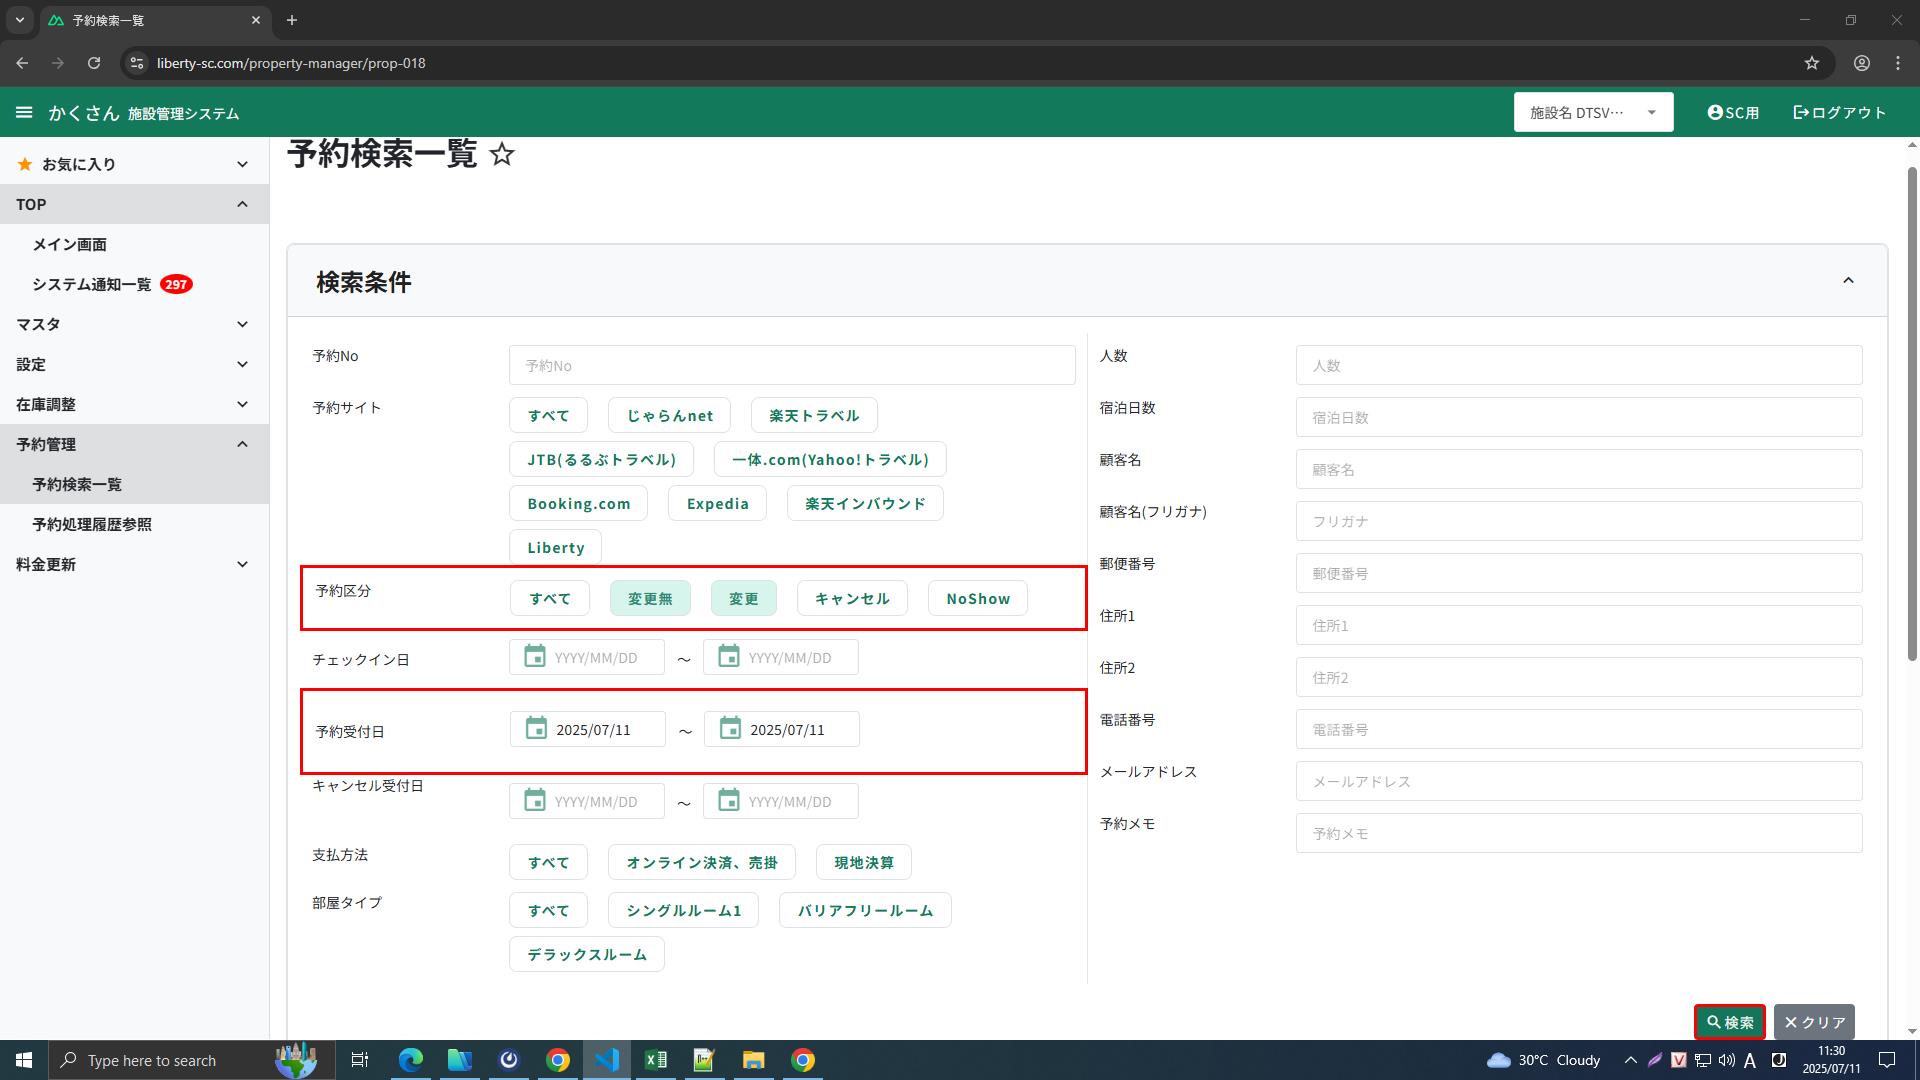 予約検索一覧
liberty-sc.com/property-manager/prop-018
かくさん 施設管理システム
施設名 DTSV…
SC用
ログアウト
お気に入り
TOP
メイン画面
システム通知一覧 297
マスタ
設定
在庫調整
予約管理
予約検索一覧
予約処理履歴参照
料金更新
予約検索一覧
検索条件
予約No
予約No
予約サイト
すべて じゃらんnet 楽天トラベル
JTB(るるぶトラベル) 一体.com(Yahoo!トラベル)
Booking.com Expedia 楽天インバウンド
Liberty
予約区分
すべて 変更無 変更 キャンセル NoShow
チェックイン日
YYYY/MM/DD ～ YYYY/MM/DD
予約受付日
2025/07/11 ～ 2025/07/11
キャンセル受付日
YYYY/MM/DD ～ YYYY/MM/DD
支払方法
すべて オンライン決済、売掛 現地決算
部屋タイプ
すべて シングルルーム1 バリアフリールーム
デラックスルーム
人数
人数
宿泊日数
宿泊日数
顧客名
顧客名
顧客名(フリガナ)
フリガナ
郵便番号
郵便番号
住所1
住所1
住所2
住所2
電話番号
電話番号
メールアドレス
メールアドレス
予約メモ
予約メモ
検索
クリア
Type here to search
30°C Cloudy
A
11:30
2025/07/11